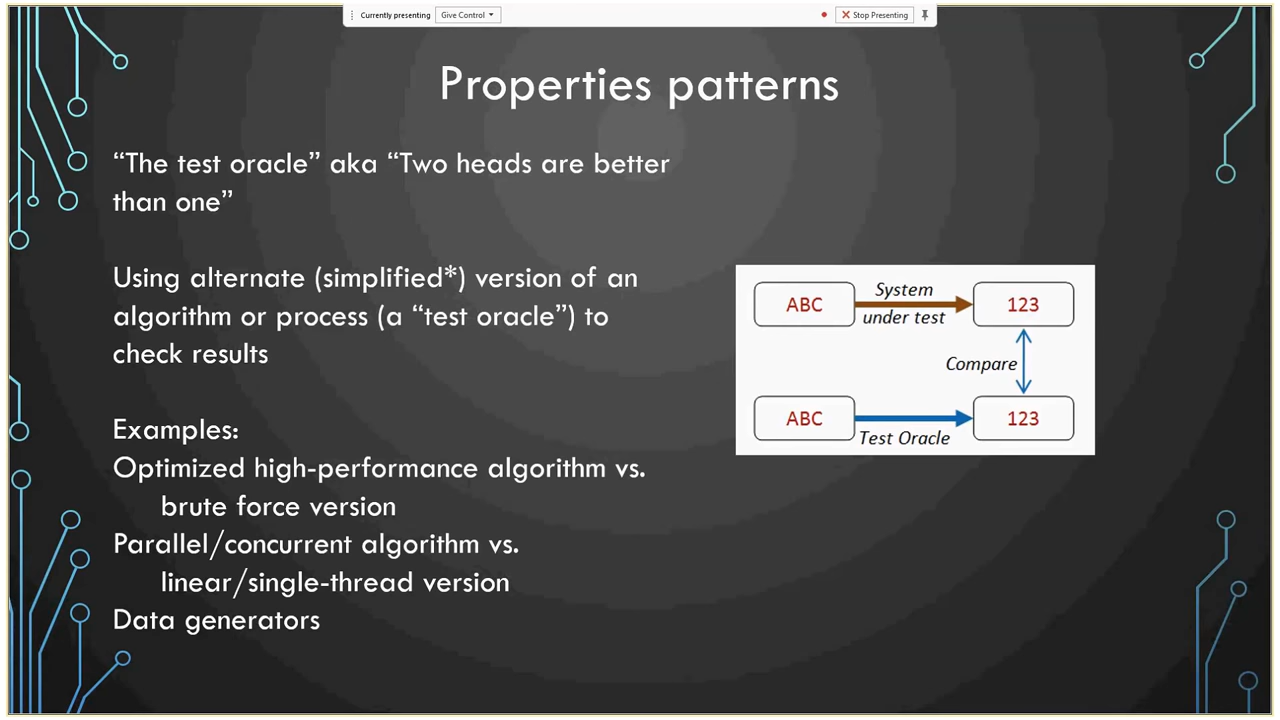 Currently presenting Give Control Stop Presenting
Properties patterns
“The test oracle” aka “Two heads are better
than one”
Using alternate (simplified*) version of an
algorithm or process (a “test oracle”) to
check results
Examples:
Optimized high-performance algorithm vs.
brute force version
Parallel/concurrent algorithm vs.
linear/single-thread version
Data generators
ABC System under test 123
Compare
ABC Test Oracle 123